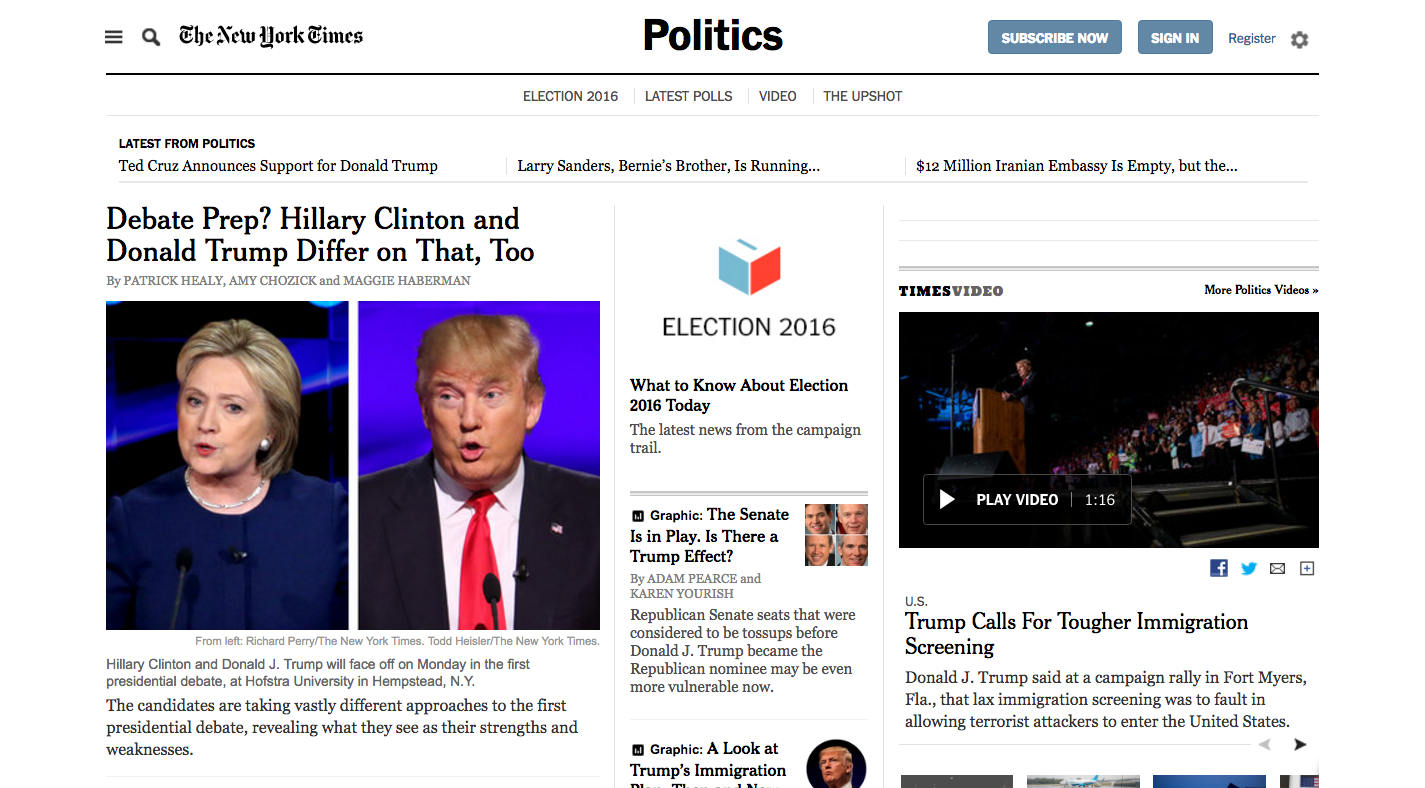 The New York Times
Politics
SUBSCRIBE NOW
SIGN IN
Register
ELECTION 2016
LATEST POLLS
VIDEO
THE UPSHOT
LATEST FROM POLITICS
Ted Cruz Announces Support for Donald Trump
Larry Sanders, Bernie's Brother, Is Running...
$12 Million Iranian Embassy Is Empty, but the...
Debate Prep? Hillary Clinton and
Donald Trump Differ on That, Too
By PATRICK HEALY, AMY CHOZICK and MAGGIE HABERMAN
From left: Richard Perry/The New York Times. Todd Heisler/The New York Times.
Hillary Clinton and Donald J. Trump will face off on Monday in the first
presidential debate, at Hofstra University in Hempstead, N.Y.
The candidates are taking vastly different approaches to the first
presidential debate, revealing what they see as their strengths and
weaknesses.
ELECTION 2016
What to Know About Election
2016 Today
The latest news from the campaign
trail.
Graphic: The Senate
Is in Play. Is There a
Trump Effect?
By ADAM PEARCE and
KAREN YOURISH
Republican Senate seats that were
considered to be tossups before
Donald J. Trump became the
Republican nominee may be even
more vulnerable now.
Graphic: A Look at
Trump's Immigration
Plan, Then and Now
TIMESVIDEO
More Politics Videos »
PLAY VIDEO
1:16
U.S.
Trump Calls For Tougher Immigration
Screening
Donald J. Trump said at a campaign rally in Fort Myers,
Fla., that lax immigration screening was to fault in
allowing terrorist attackers to enter the United States.